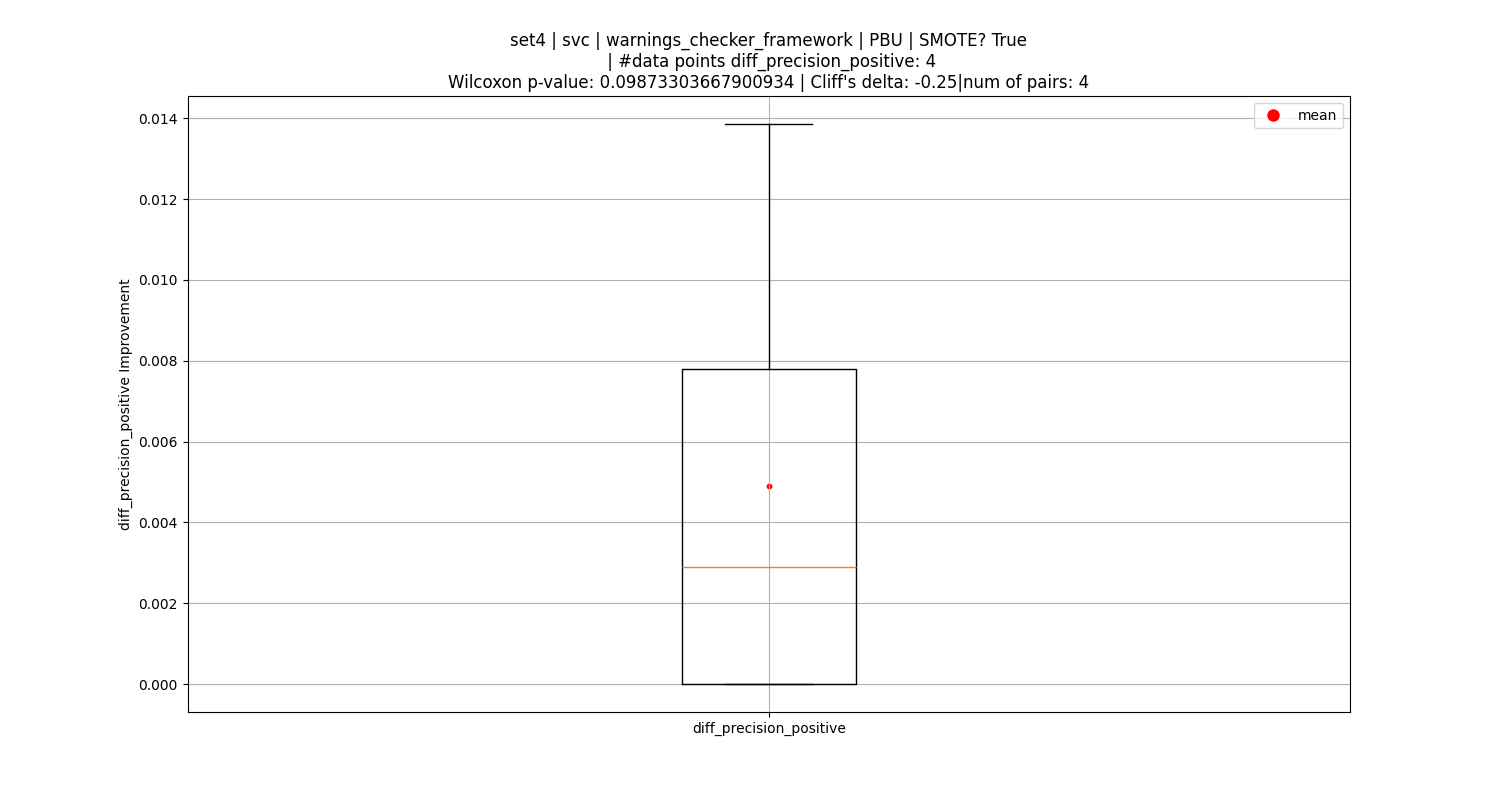 set4 | svc | warnings_checker_framework | PBU | SMOTE? True
| #data points diff_precision_positive: 4
Wilcoxon p-value: 0.09873303667900934 | Cliff's delta: -0.25|num of pairs: 4
mean
0.014
0.012
0.010
0.008
0.006
0.004
0.002
0.000
diff_precision_positive Improvement
diff_precision_positive